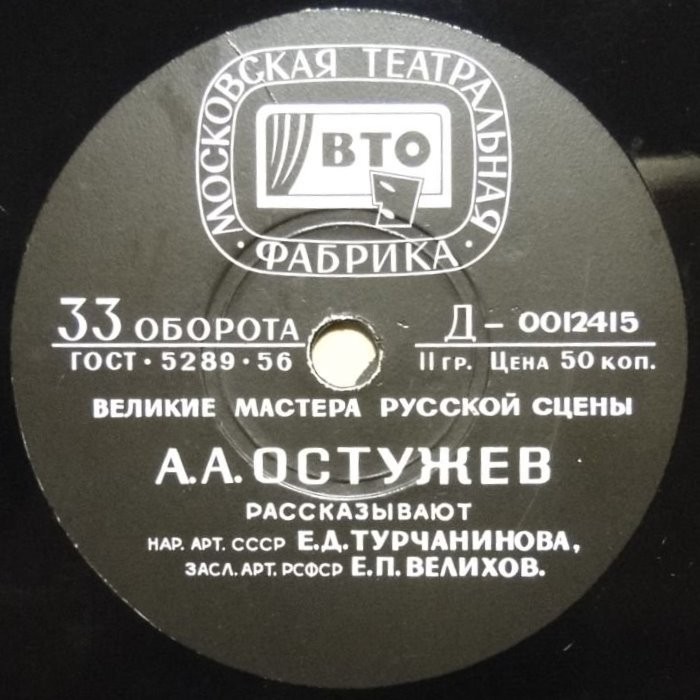 МОСКОВСКАЯ ТЕАТРАЛЬНАЯ
ВТО
· ФАБРИКА ·
33 ОБОРОТА
Д – 0012415
ГОСТ · 5289 · 56
II ГР. ЦЕНА 50 КОП.
ВЕЛИКИЕ МАСТЕРА РУССКОЙ СЦЕНЫ
А.А. ОСТУЖЕВ
РАССКАЗЫВАЮТ
НАР. АРТ. СССР Е.Д. ТУРЧАНИНОВА,
ЗАСЛ. АРТ. РСФСР Е.П. ВЕЛИХОВ.